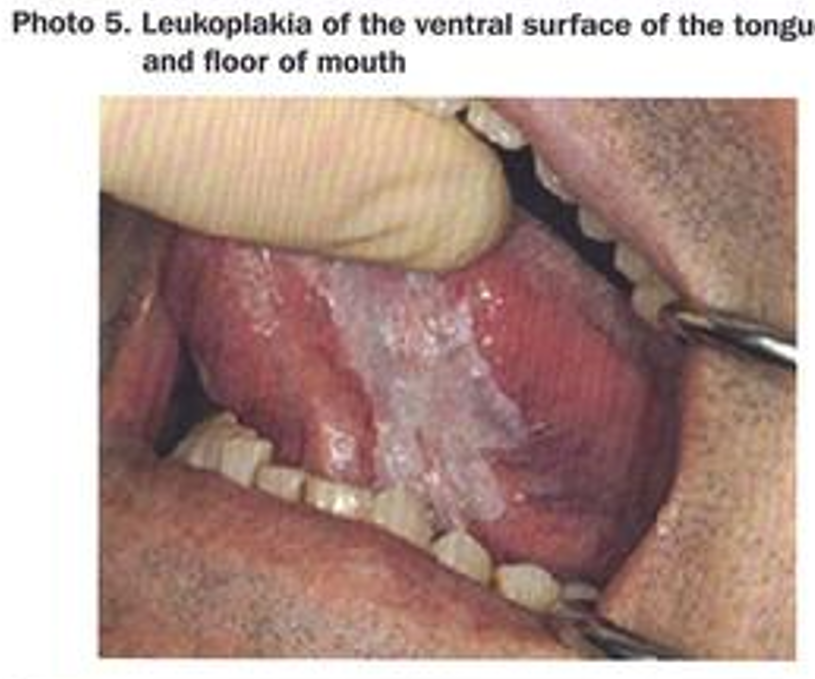 Photo 5. Leukoplakia of the ventral surface of the tongu
and floor of mouth